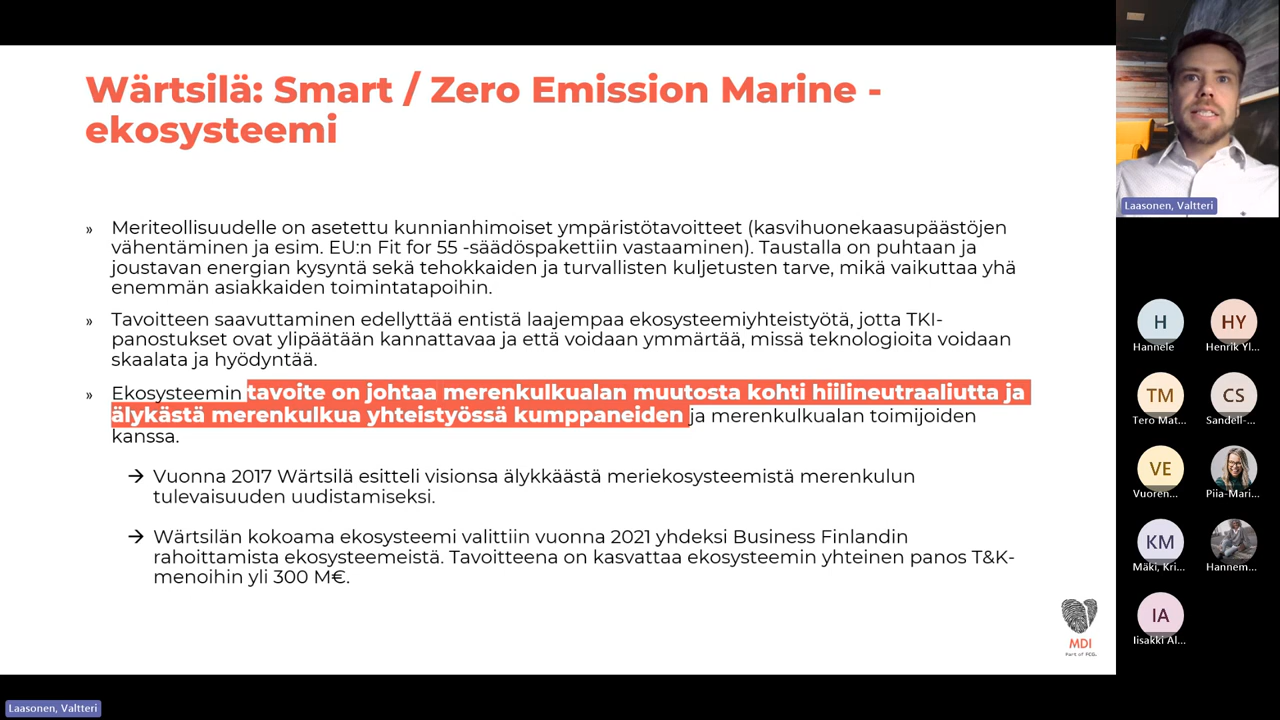 Wärtsilä: Smart / Zero Emission Marine -
ekosysteemi
» Meriteollisuudelle on asetettu kunnianhimoiset ympäristötavoitteet (kasvihuonekaasupäästöjen
vähentäminen ja esim. EU:n Fit for 55 -säädöspakettiin vastaaminen). Taustalla on puhtaan ja
joustavan energian kysyntä sekä tehokkaiden ja turvallisten kuljetusten tarve, mikä vaikuttaa yhä
enemmän asiakkaiden toimintatapoihin.
» Tavoitteen saavuttaminen edellyttää entistä laajempaa ekosysteemiyhteistyötä, jotta TKI-
panostukset ovat ylipäätään kannattavaa ja että voidaan ymmärtää, missä teknologioita voidaan
skaalata ja hyödyntää.
» Ekosysteemin tavoite on johtaa merenkulkualan muutosta kohti hiilineutraaliutta ja
älykästä merenkulkua yhteistyössä kumppaneiden ja merenkulkualan toimijoiden
kanssa.
→ Vuonna 2017 Wärtsilä esitteli visionsa älykkäästä meriekosysteemistä merenkulun
tulevaisuuden uudistamiseksi.
→ Wärtsilän kokoama ekosysteemi valittiin vuonna 2021 yhdeksi Business Finlandin
rahoittamista ekosysteemeistä. Tavoitteena on kasvattaa ekosysteemin yhteinen panos T&K-
menoihin yli 300 M€.
MDI
Part of FCG.
Laasonen, Valtteri
H
Hannele
HY
Henrik Yl...
TM
Tero Mat...
CS
Sandell-...
VE
Vuoren...
Piia-Mari...
KM
Mäki, Kri...
Hannem...
IA
Iisakki Al...
Laasonen, Valtteri